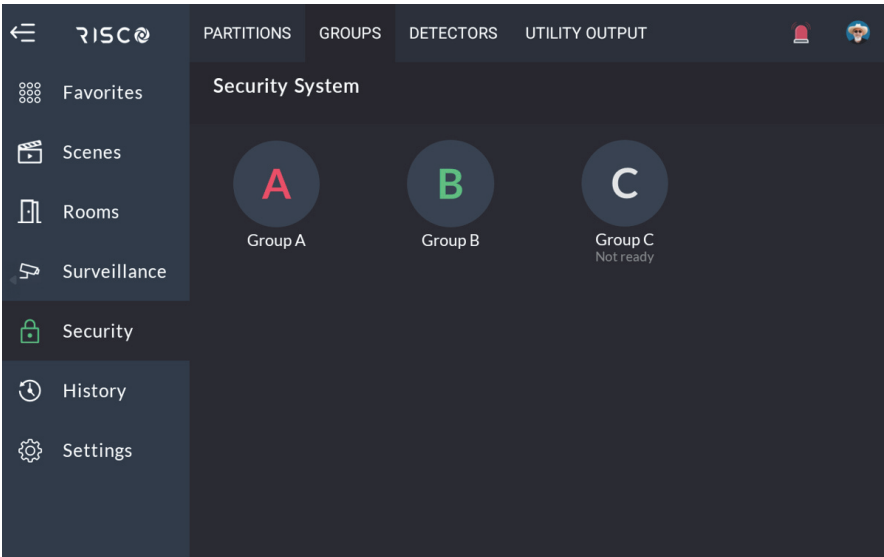 RISCO
PARTITIONS GROUPS DETECTORS UTILITY OUTPUT
Favorites
Scenes
Rooms
Surveillance
Security
History
Settings
Security System
A
Group A
B
Group B
C
Group C
Not ready